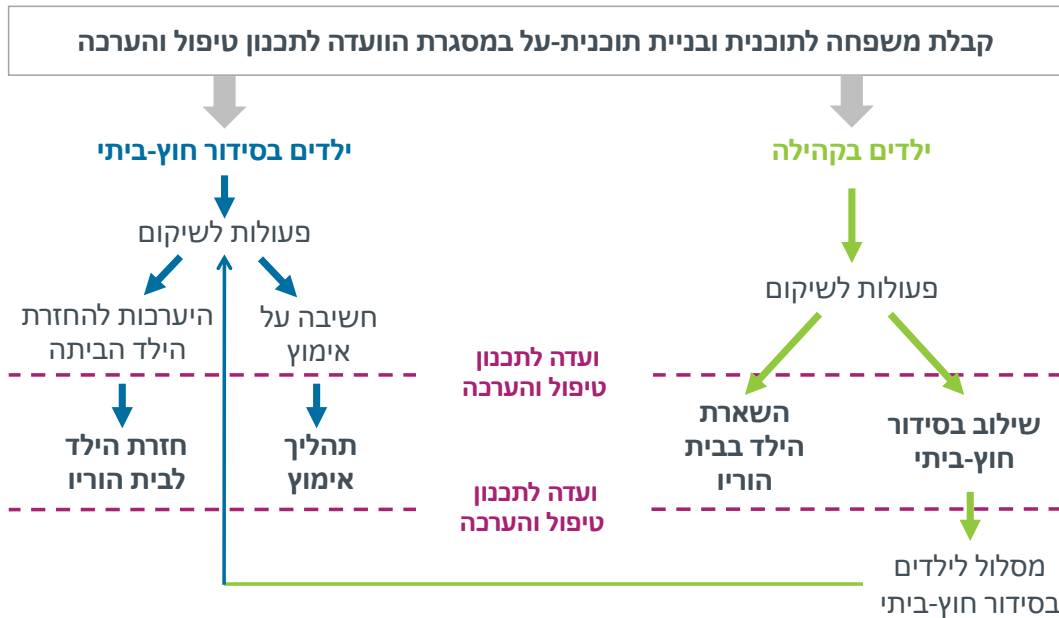 קבלת משפחה לתוכנית ובניית תוכנית-על במסגרת הוועדה לתכנון טיפול והערכה
ילדים בקהילה
פעולות לשיקום
השארת
הילד בבית
הוריו
שילוב בסידור
חוץ-ביתי
מסלול לילדים
בסידור חוץ-ביתי
ועדה לתכנון
טיפול והערכה
ועדה לתכנון
טיפול והערכה
ילדים בסידור חוץ-ביתי
פעולות לשיקום
חשיבה על
אימוץ
היערכות להחזרת
הילד הביתה
תהליך
אימוץ
חזרת הילד
לבית הוריו